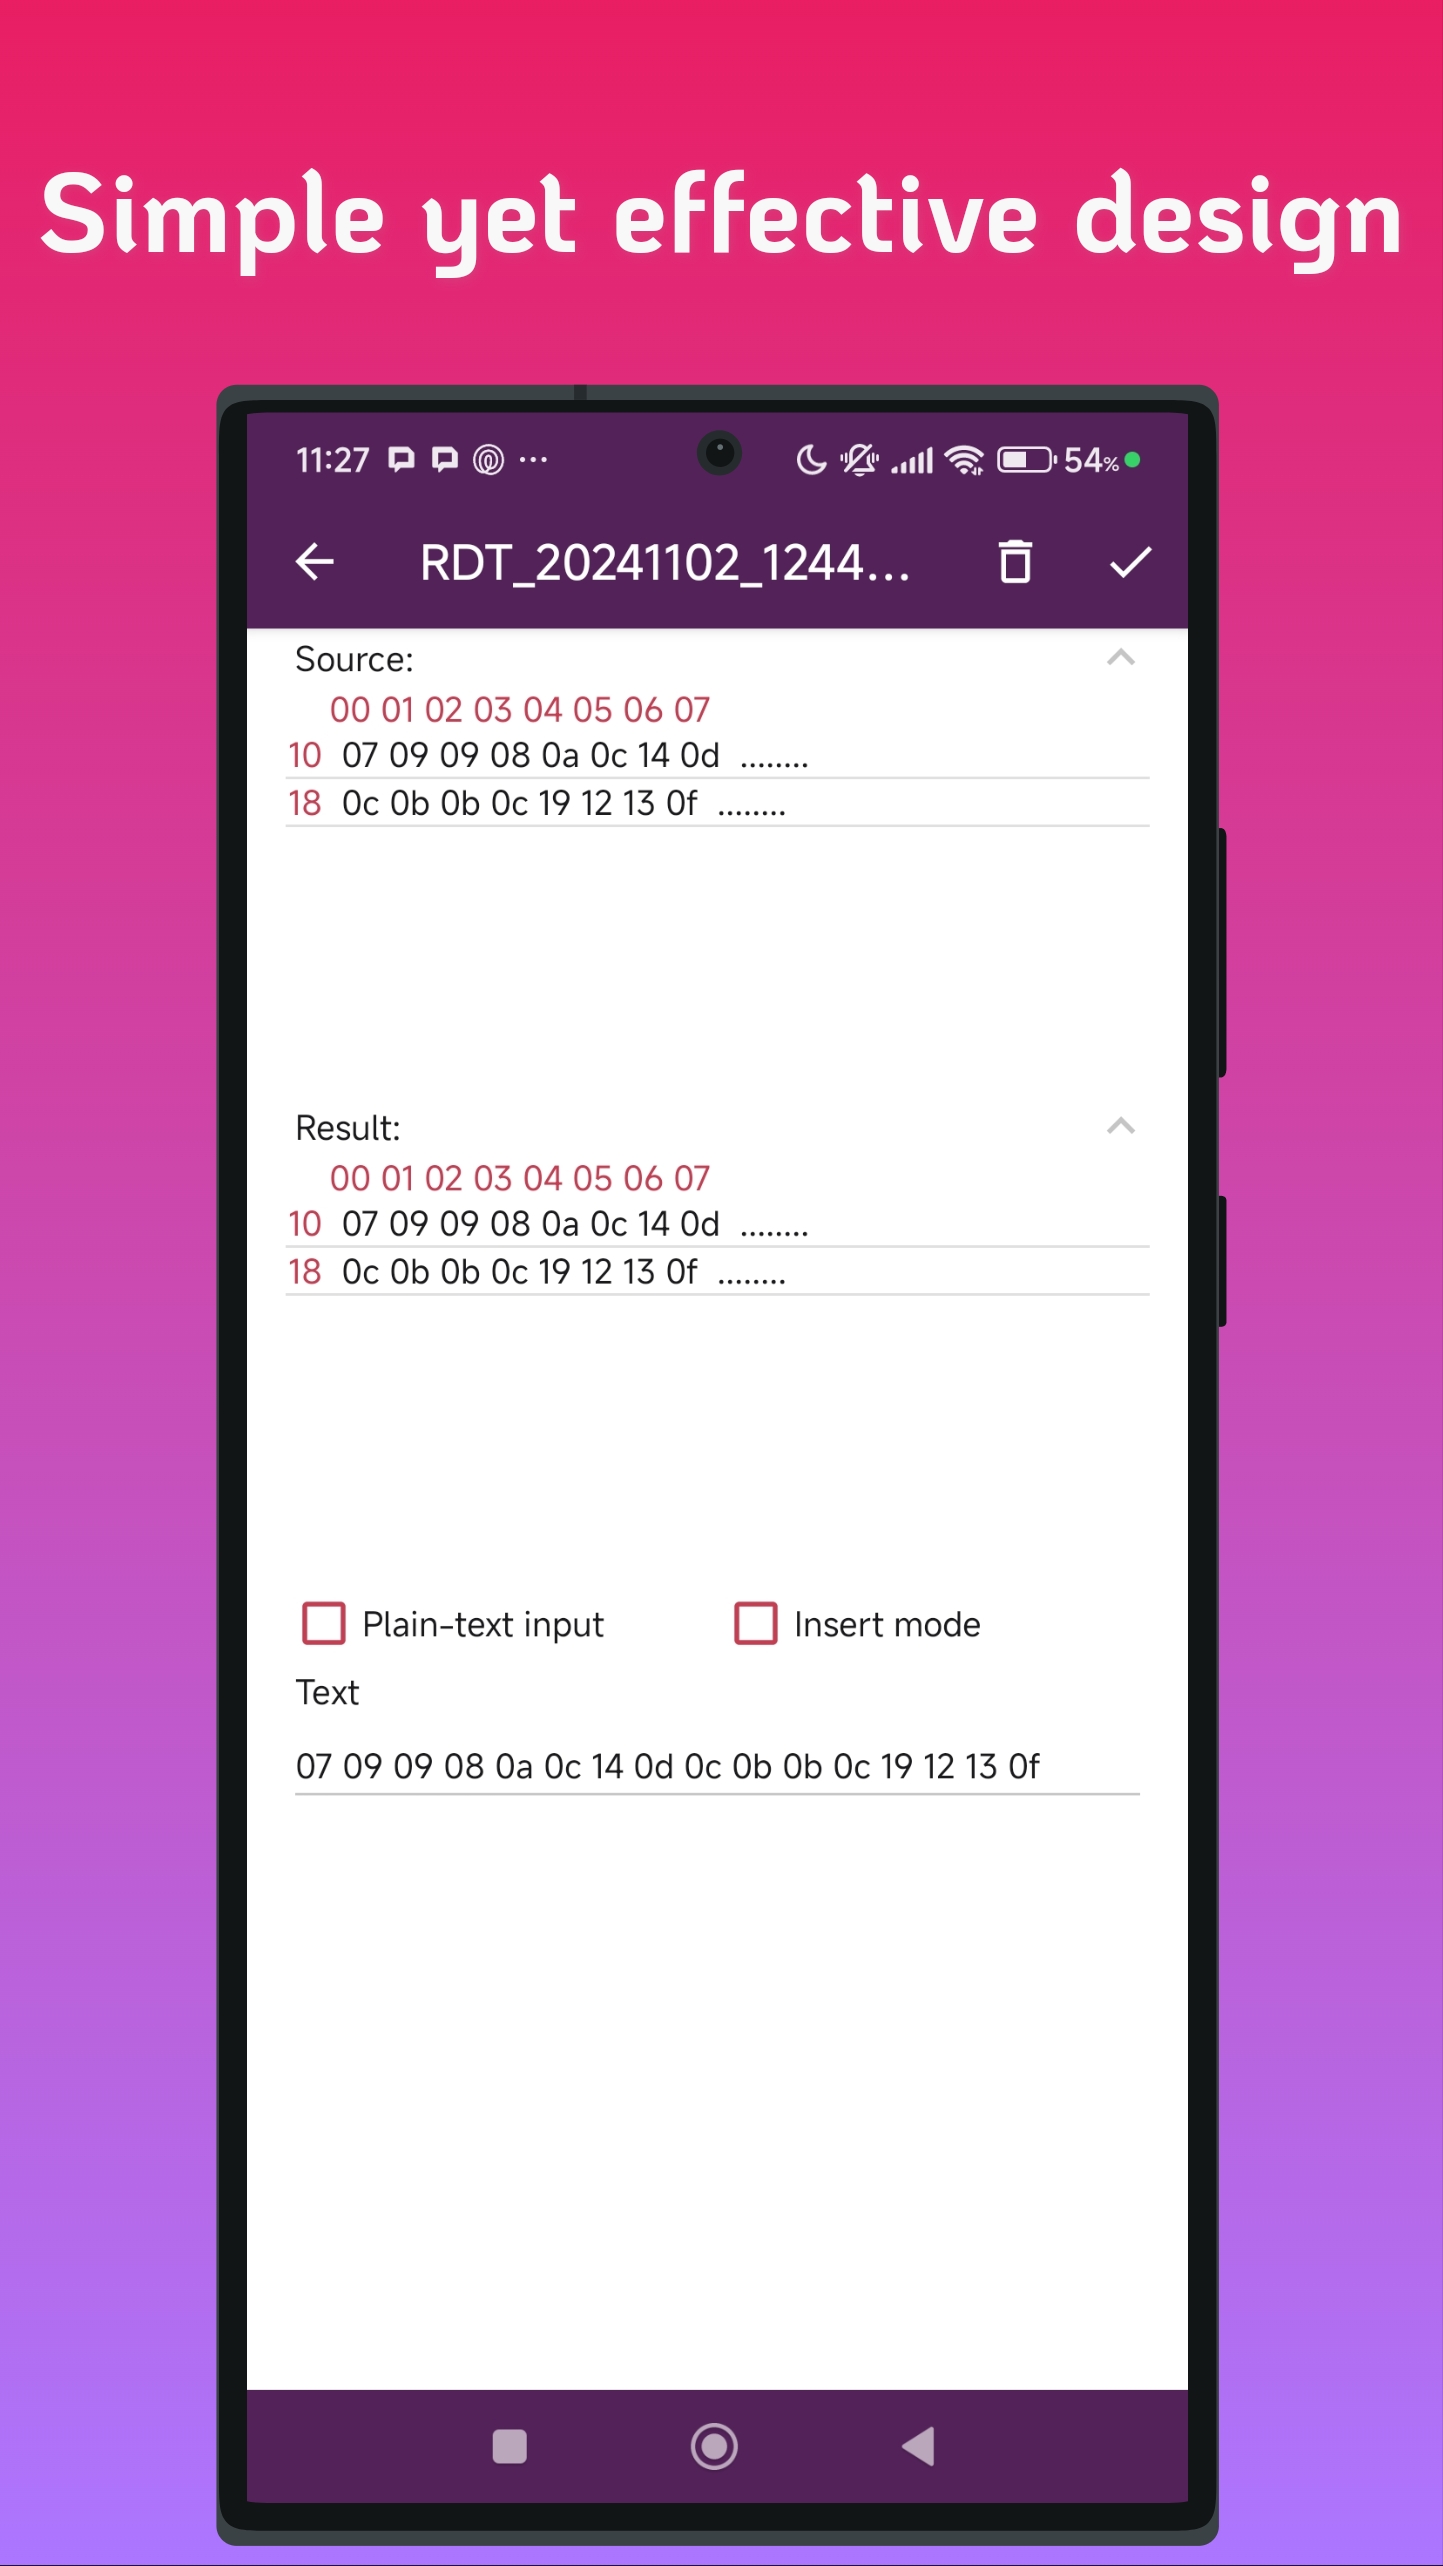 Simple yet effective design
11:27 ... 54%
RDT_20241102_1244...
Source:
00 01 02 03 04 05 06 07
10 07 09 09 08 0a 0c 14 0d ........
18 0c 0b 0b 0c 19 12 13 0f ........
Result:
00 01 02 03 04 05 06 07
10 07 09 09 08 0a 0c 14 0d ........
18 0c 0b 0b 0c 19 12 13 0f ........
Plain-text input Insert mode
Text
07 09 09 08 0a 0c 14 0d 0c 0b 0b 0c 19 12 13 0f